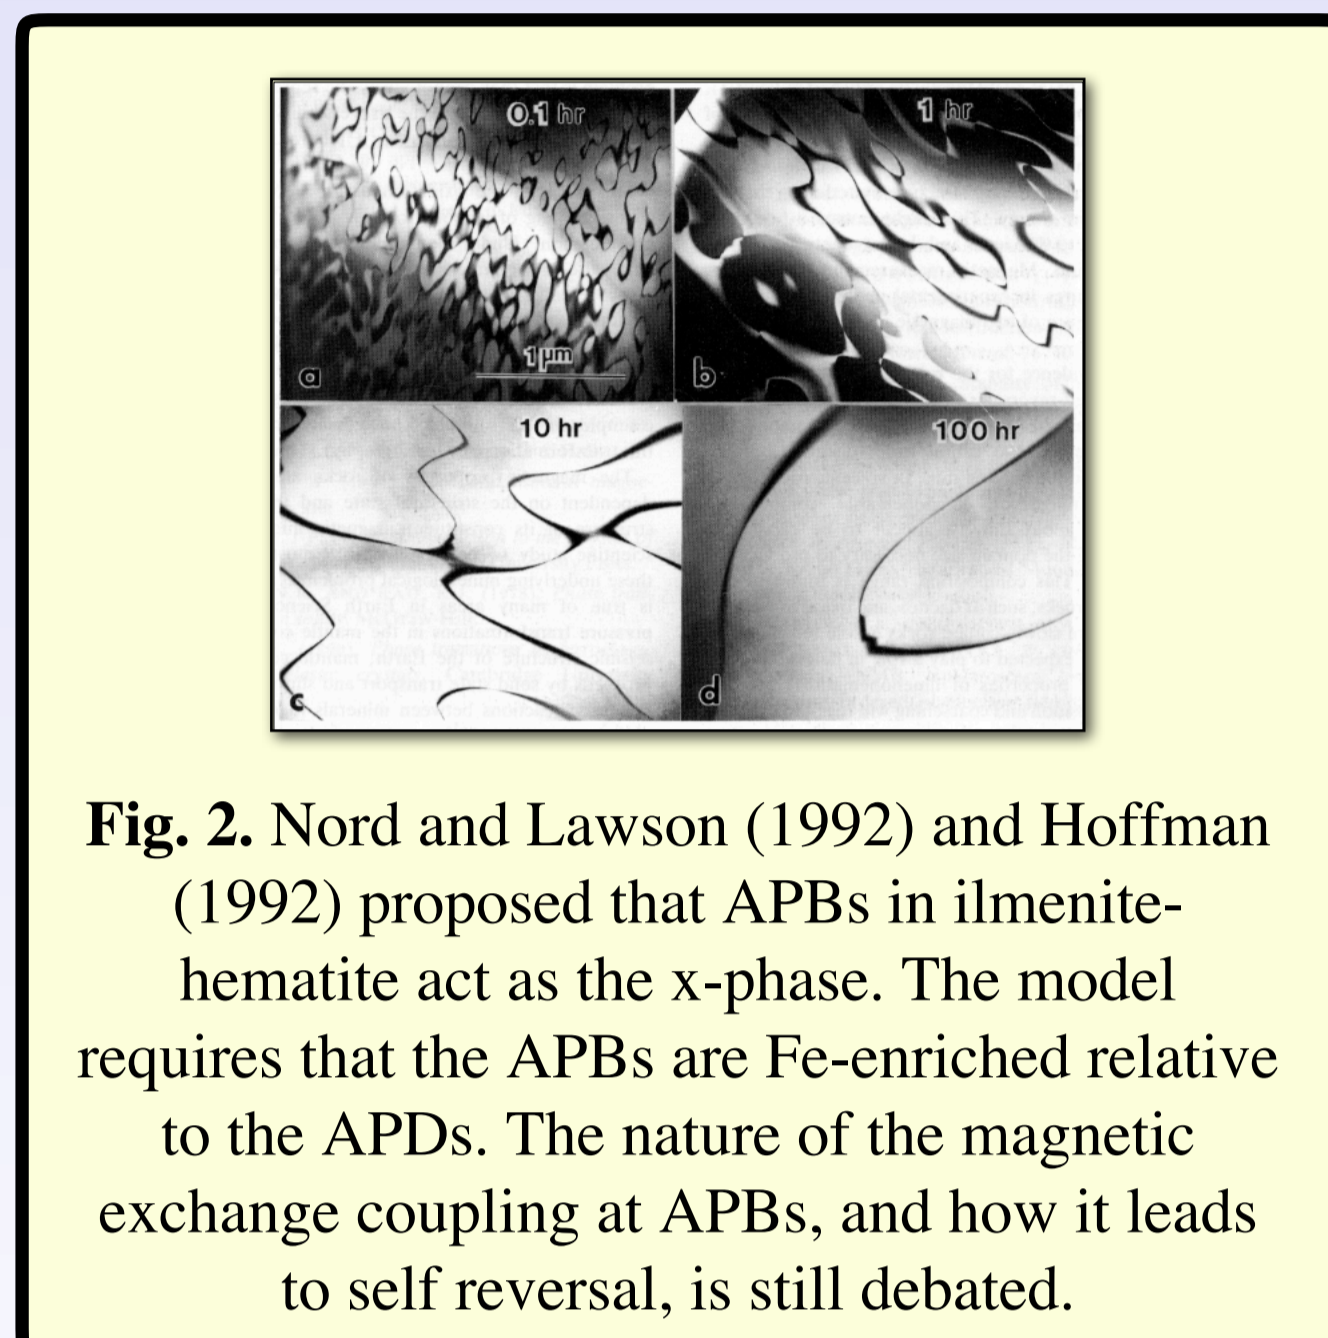 0.1 hr
1 hr
1 µm
a
b
10 hr
100 hr
c
d
Fig. 2. Nord and Lawson (1992) and Hoffman
(1992) proposed that APBs in ilmenite-
hematite act as the x-phase. The model
requires that the APBs are Fe-enriched relative
to the APDs. The nature of the magnetic
exchange coupling at APBs, and how it leads
to self reversal, is still debated.